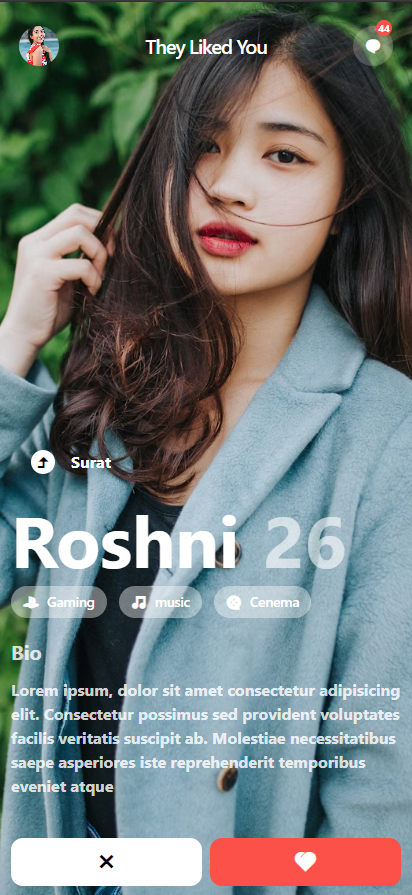 They Liked You
44
Surat
Roshni 26
Gaming music Cenema
Bio
Lorem ipsum, dolor sit amet consectetur adipisicing
elit. Consectetur possimus sed provident voluptates
facilis veritatis suscipit ab. Molestiae necessitatibus
saepe asperiores iste reprehenderit temporibus
eveniet atque